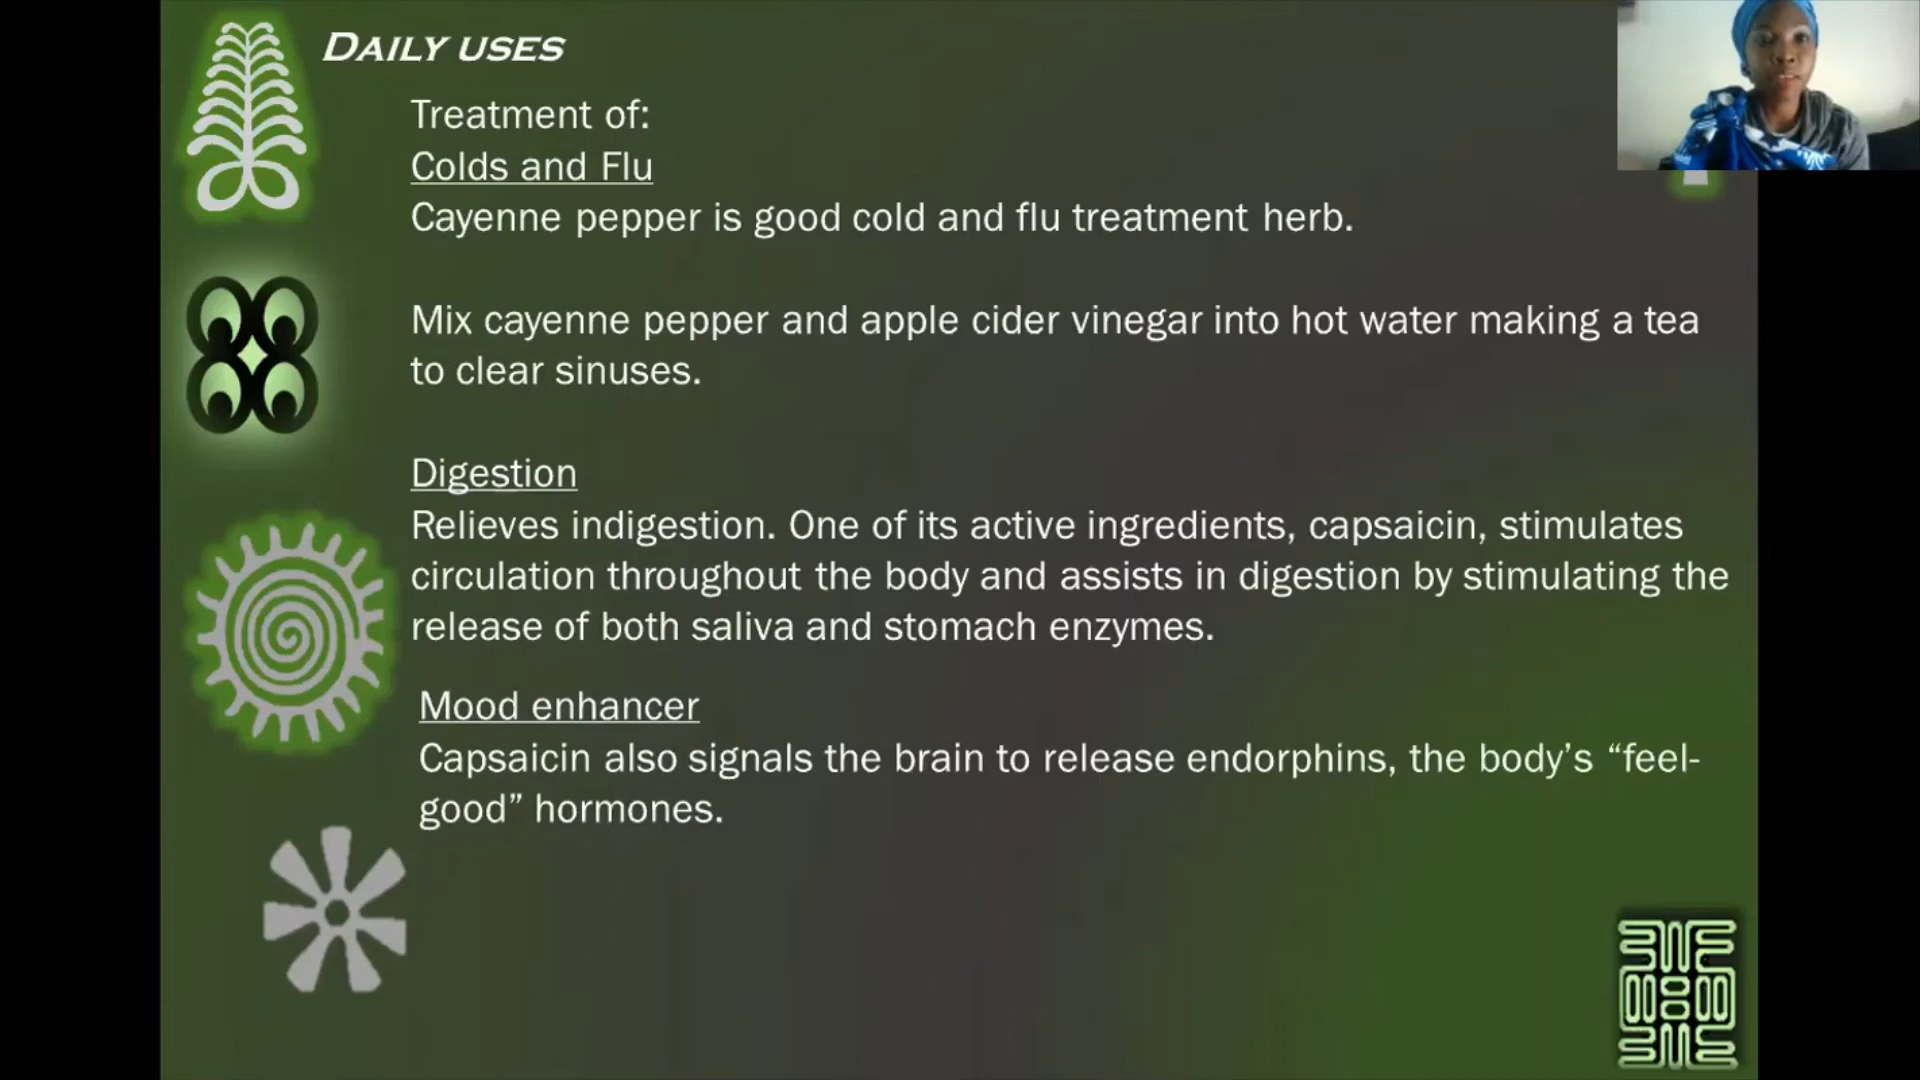 DAILY USES
Treatment of:
Colds and Flu
Cayenne pepper is good cold and flu treatment herb.
Mix cayenne pepper and apple cider vinegar into hot water making a tea
to clear sinuses.
Digestion
Relieves indigestion. One of its active ingredients, capsaicin, stimulates
circulation throughout the body and assists in digestion by stimulating the
release of both saliva and stomach enzymes.
Mood enhancer
Capsaicin also signals the brain to release endorphins, the body’s “feel-
good” hormones.